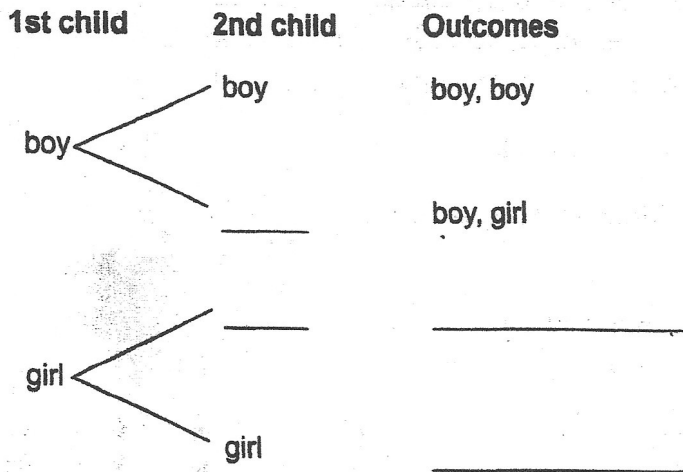 1st child 2nd child Outcomes
boy boy, boy
boy
boy, girl
girl
girl